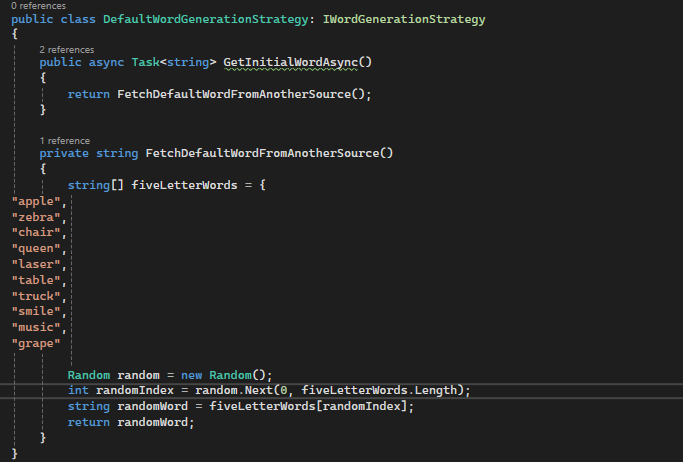 0 references
public class DefaultWordGenerationStrategy: IWordGenerationStrategy
{
2 references
public async Task<string> GetInitialWordAsync()
{
return FetchDefaultWordFromAnotherSource();
}
1 reference
private string FetchDefaultWordFromAnotherSource()
{
string[] fiveLetterWords = {
"apple",
"zebra",
"chair",
"queen",
"laser",
"table",
"truck",
"smile",
"music",
"grape"
Random random = new Random();
int randomIndex = random.Next(0, fiveLetterWords.Length);
string randomWord = fiveLetterWords[randomIndex];
return randomWord;
}
}